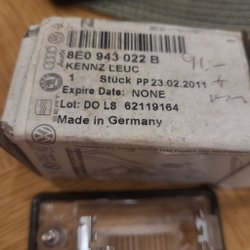 8E0 943 022 B
KENNZ LEUC
1 Stück PP 23.02.2011
Expire Date: NONE
Lot: DO L8 62119164
Made in Germany
Audi